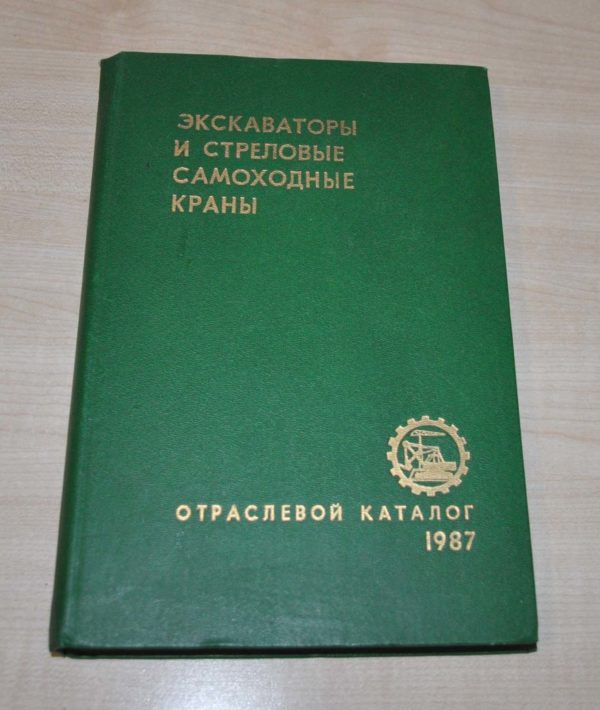 ЭКСКАВАТОРЫ
И СТРЕЛОВЫЕ
САМОХОДНЫЕ
КРАНЫ
ОТРАСЛЕВОЙ КАТАЛОГ
1987